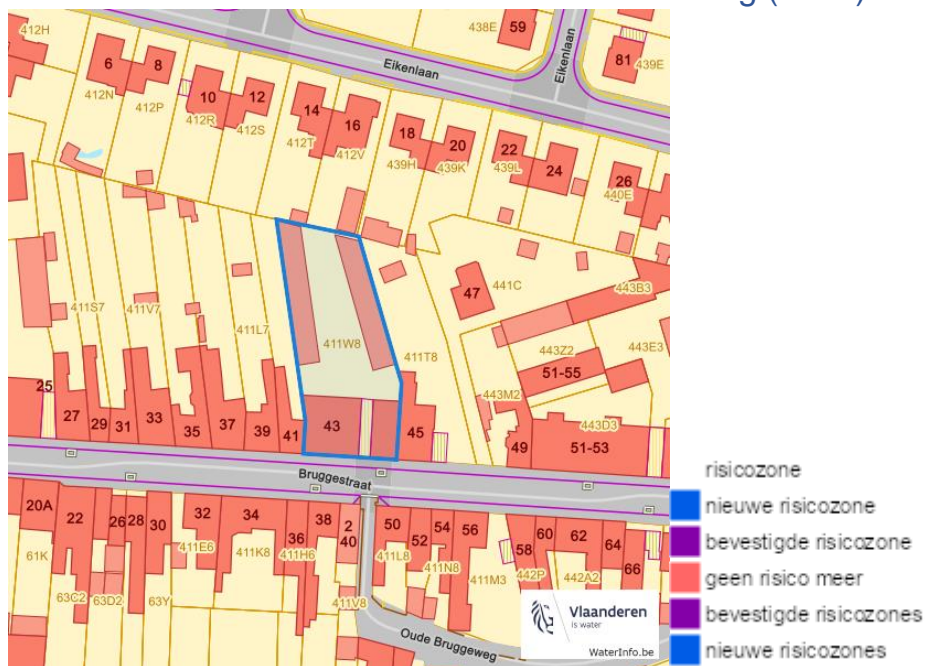 g (
412H
438E
59
Eikenlaan
Eikenlaan
81
439E
6
8
412N
412P
10
12
412R
412S
14
16
412T
412V
18
20
439H
439K
22
24
439L
26
440E
47
441C
443B3
411S7
411V7
411L7
411W8
411T8
443Z2
443E3
51-55
443M2
443D3
25
27
29
31
33
35
37
39
41
43
45
49
51-53
Bruggestraat
20A
22
26
28
30
32
34
36
38
2
40
50
52
54
56
58
60
62
64
66
61K
63C2
63D2
63Y
411E6
411K8
411H6
411V8
411L8
411N8
411M3
442P
442A2
Oude Bruggeweg
Vlaanderen
is water
WaterInfo.be
risicozone
nieuwe risicozone
bevestigde risicozone
geen risico meer
bevestigde risicozones
nieuwe risicozones